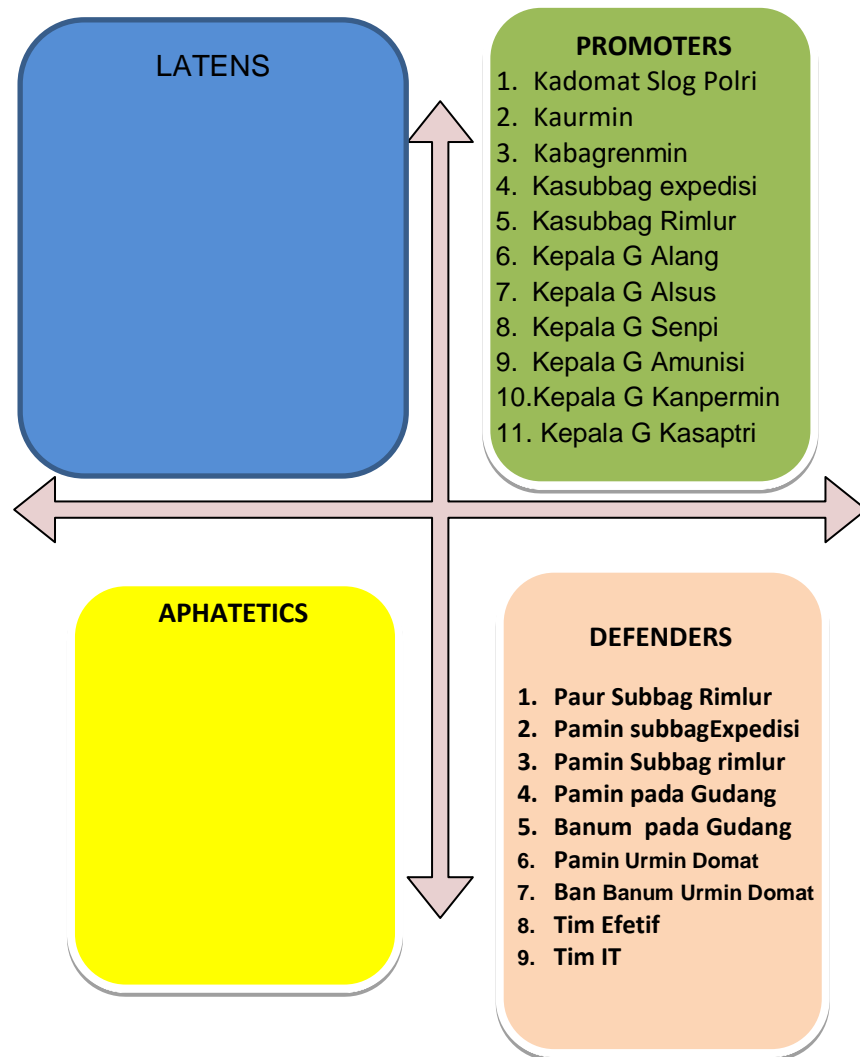 LATENS
PROMOTERS
1. Kadomat Slog Polri
2. Kaurmin
3. Kabagrenmin
4. Kasubbag expedisi
5. Kasubbag Rimlur
6. Kepala G Alang
7. Kepala G Alsus
8. Kepala G Senpi
9. Kepala G Amunisi
10.Kepala G Kanpermin
11. Kepala G Kasaptri
APHATETICS
DEFENDERS
1. Paur Subbag Rimlur
2. Pamin subbagExpedisi
3. Pamin Subbag rimlur
4. Pamin pada Gudang
5. Banum pada Gudang
6. Pamin Urmin Domat
7. Ban Banum Urmin Domat
8. Tim Efetif
9. Tim IT